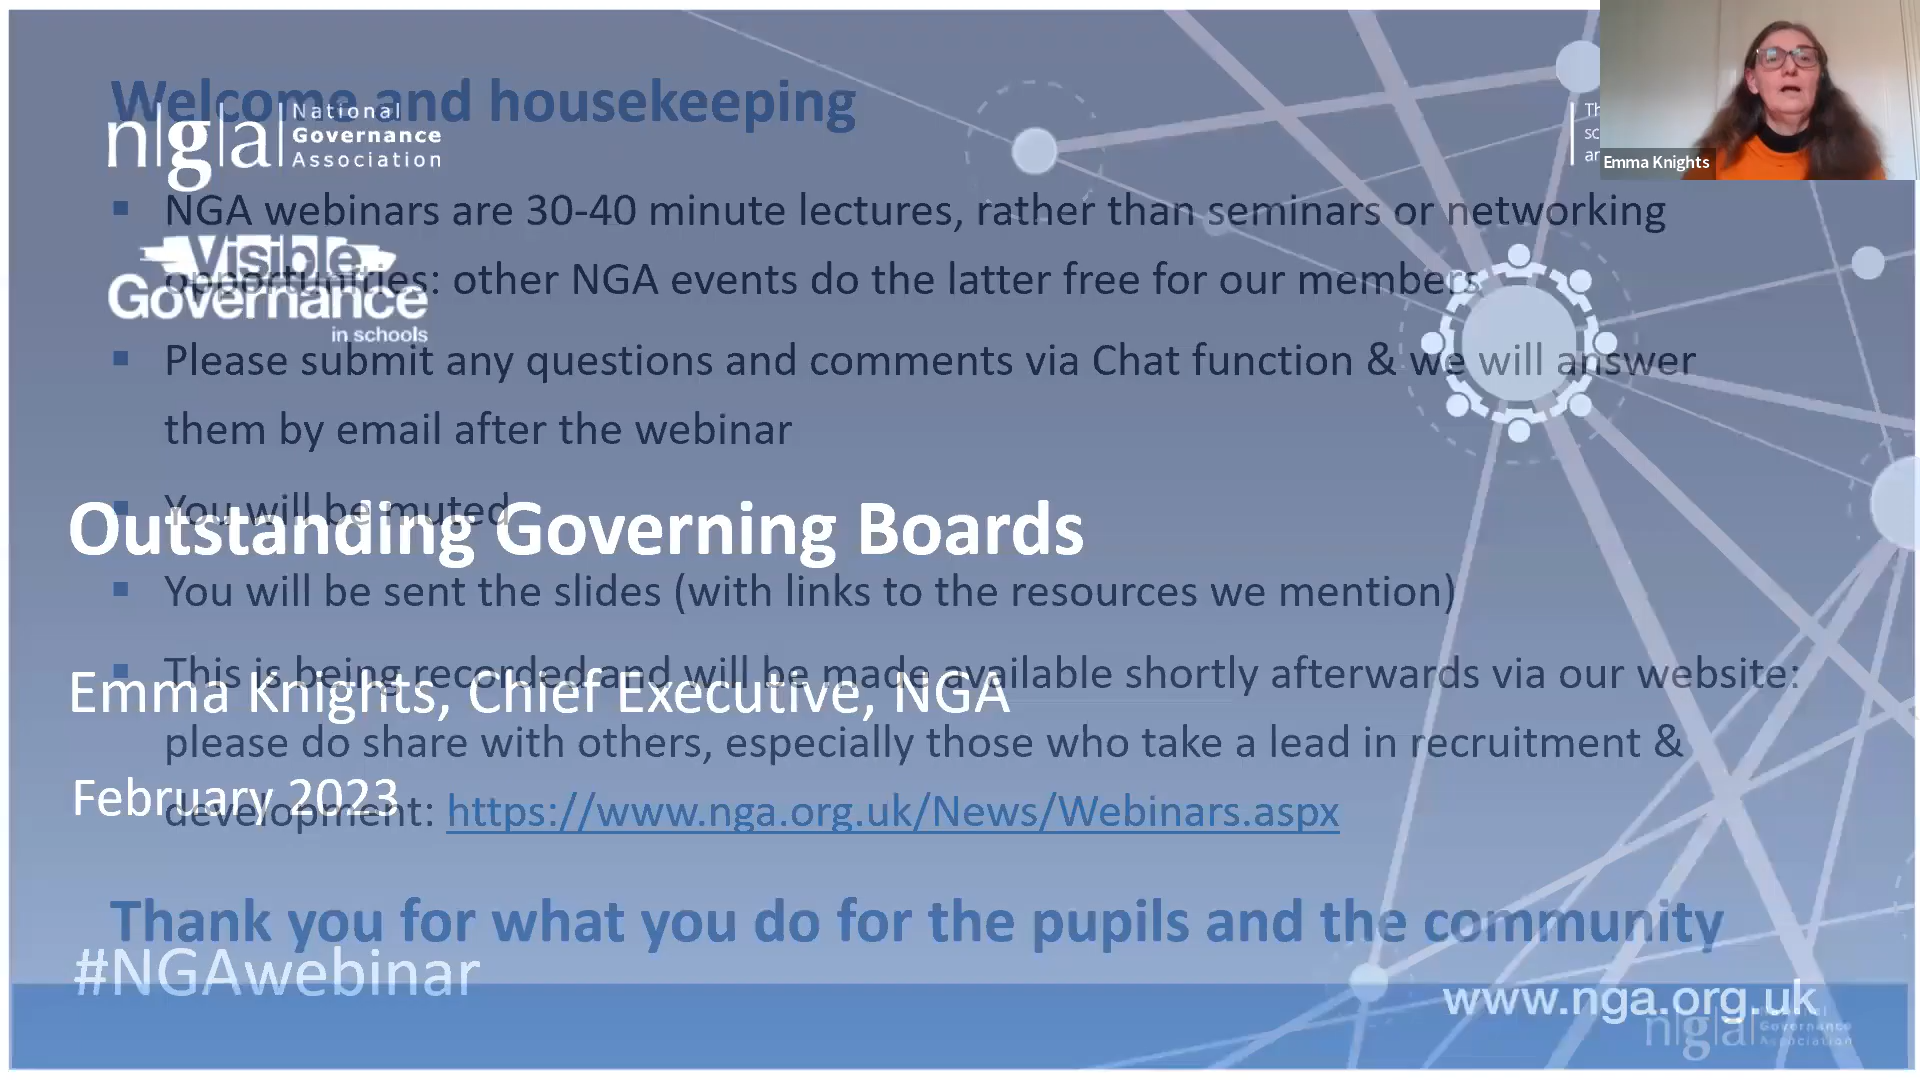 Welcome and housekeeping
n|g|a| National
Governance
Association
Th
sc
ar
Emma Knights
NGA webinars are 30-40 minute lectures, rather than seminars or networking
opportunities: other NGA events do the latter free for our members
Visible
Governance
in schools
Please submit any questions and comments via Chat function & we will answer
them by email after the webinar
You will be muted
Outstanding Governing Boards
You will be sent the slides (with links to the resources we mention)
This is being recorded and will be made available shortly afterwards via our website:
Emma Knights, Chief Executive, NGA
please do share with others, especially those who take a lead in recruitment &
February 2023
development: https://www.nga.org.uk/News/Webinars.aspx
Thank you for what you do for the pupils and the community
#NGAwebinar
www.nga.org.uk
n|g|a| National
Governance
Association